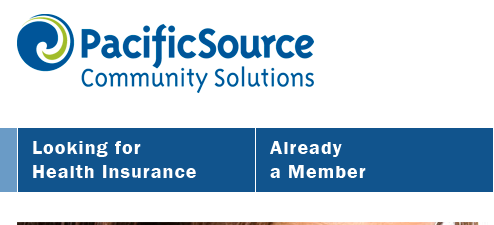 PacificSource
Community Solutions
Looking for
Health Insurance
Already
a Member